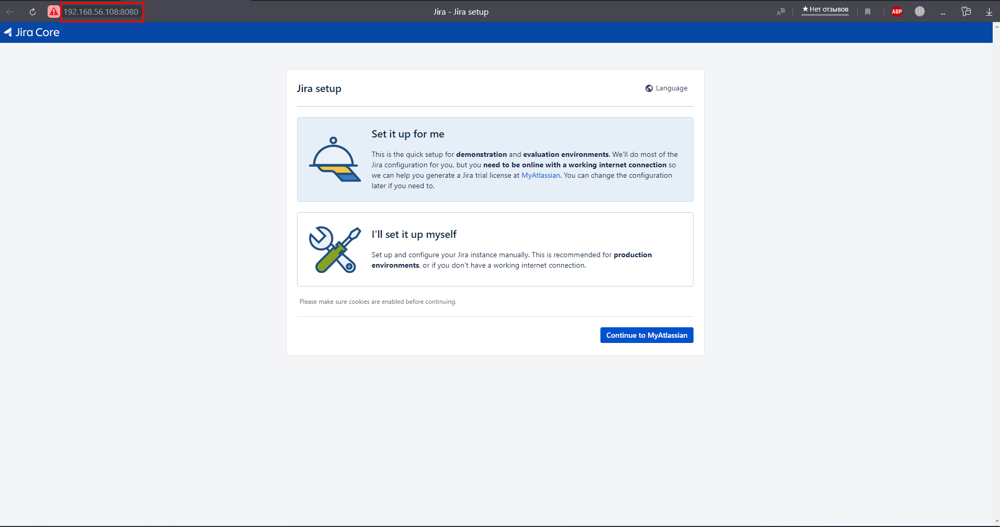 192.168.56.108:8080
Jira - Jira setup
Aあ
★ Нет отзывов
ABP
...
Jira Core
Jira setup
Language
Set it up for me
This is the quick setup for demonstration and evaluation environments. We'll do most of the
Jira configuration for you, but you need to be online with a working internet connection so
we can help you generate a Jira trial license at MyAtlassian. You can change the configuration
later if you need to.
I'll set it up myself
Set up and configure your Jira instance manually. This is recommended for production
environments, or if you don't have a working internet connection.
Please make sure cookies are enabled before continuing.
Continue to MyAtlassian